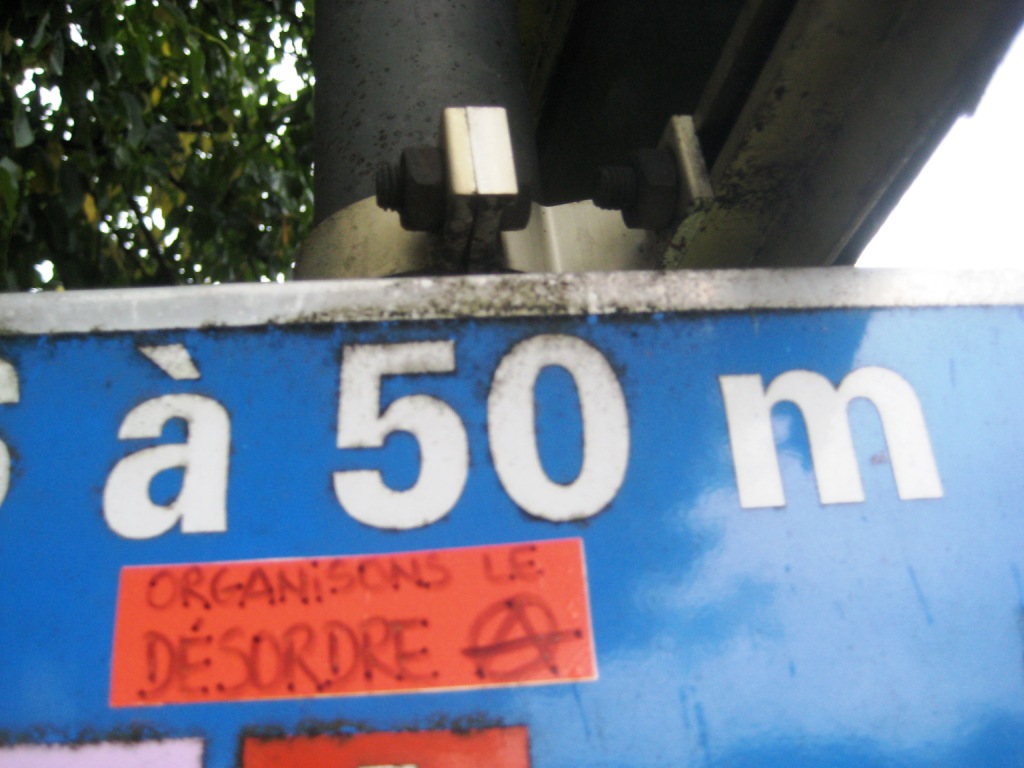 à 50 m
ORGANISONS LE
DÉSORDRE